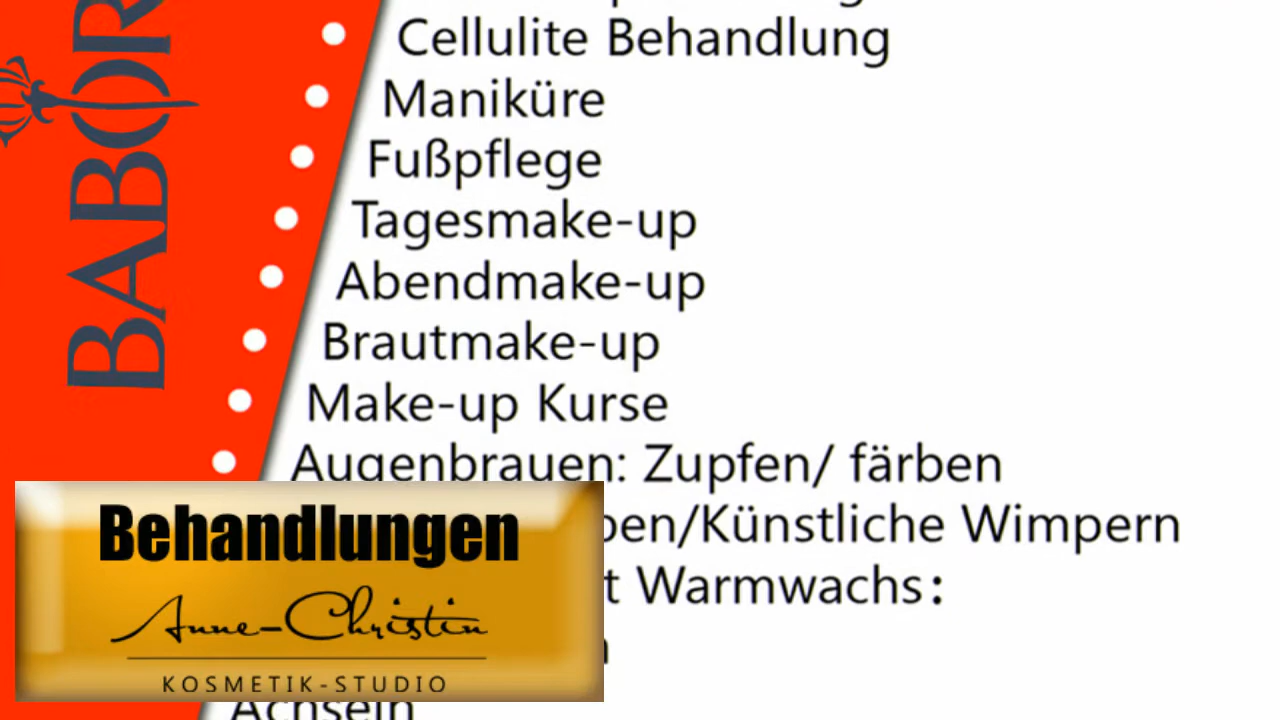 BABOR
Cellulite Behandlung
Maniküre
Fußpflege
Tagesmake-up
Abendmake-up
Brautmake-up
Make-up Kurse
Augenbrauen: Zupfen/ färben
ben/Künstliche Wimpern
t Warmwachs:
Behandlungen
Anne-Christin
KOSMETIK-STUDIO
Achseln